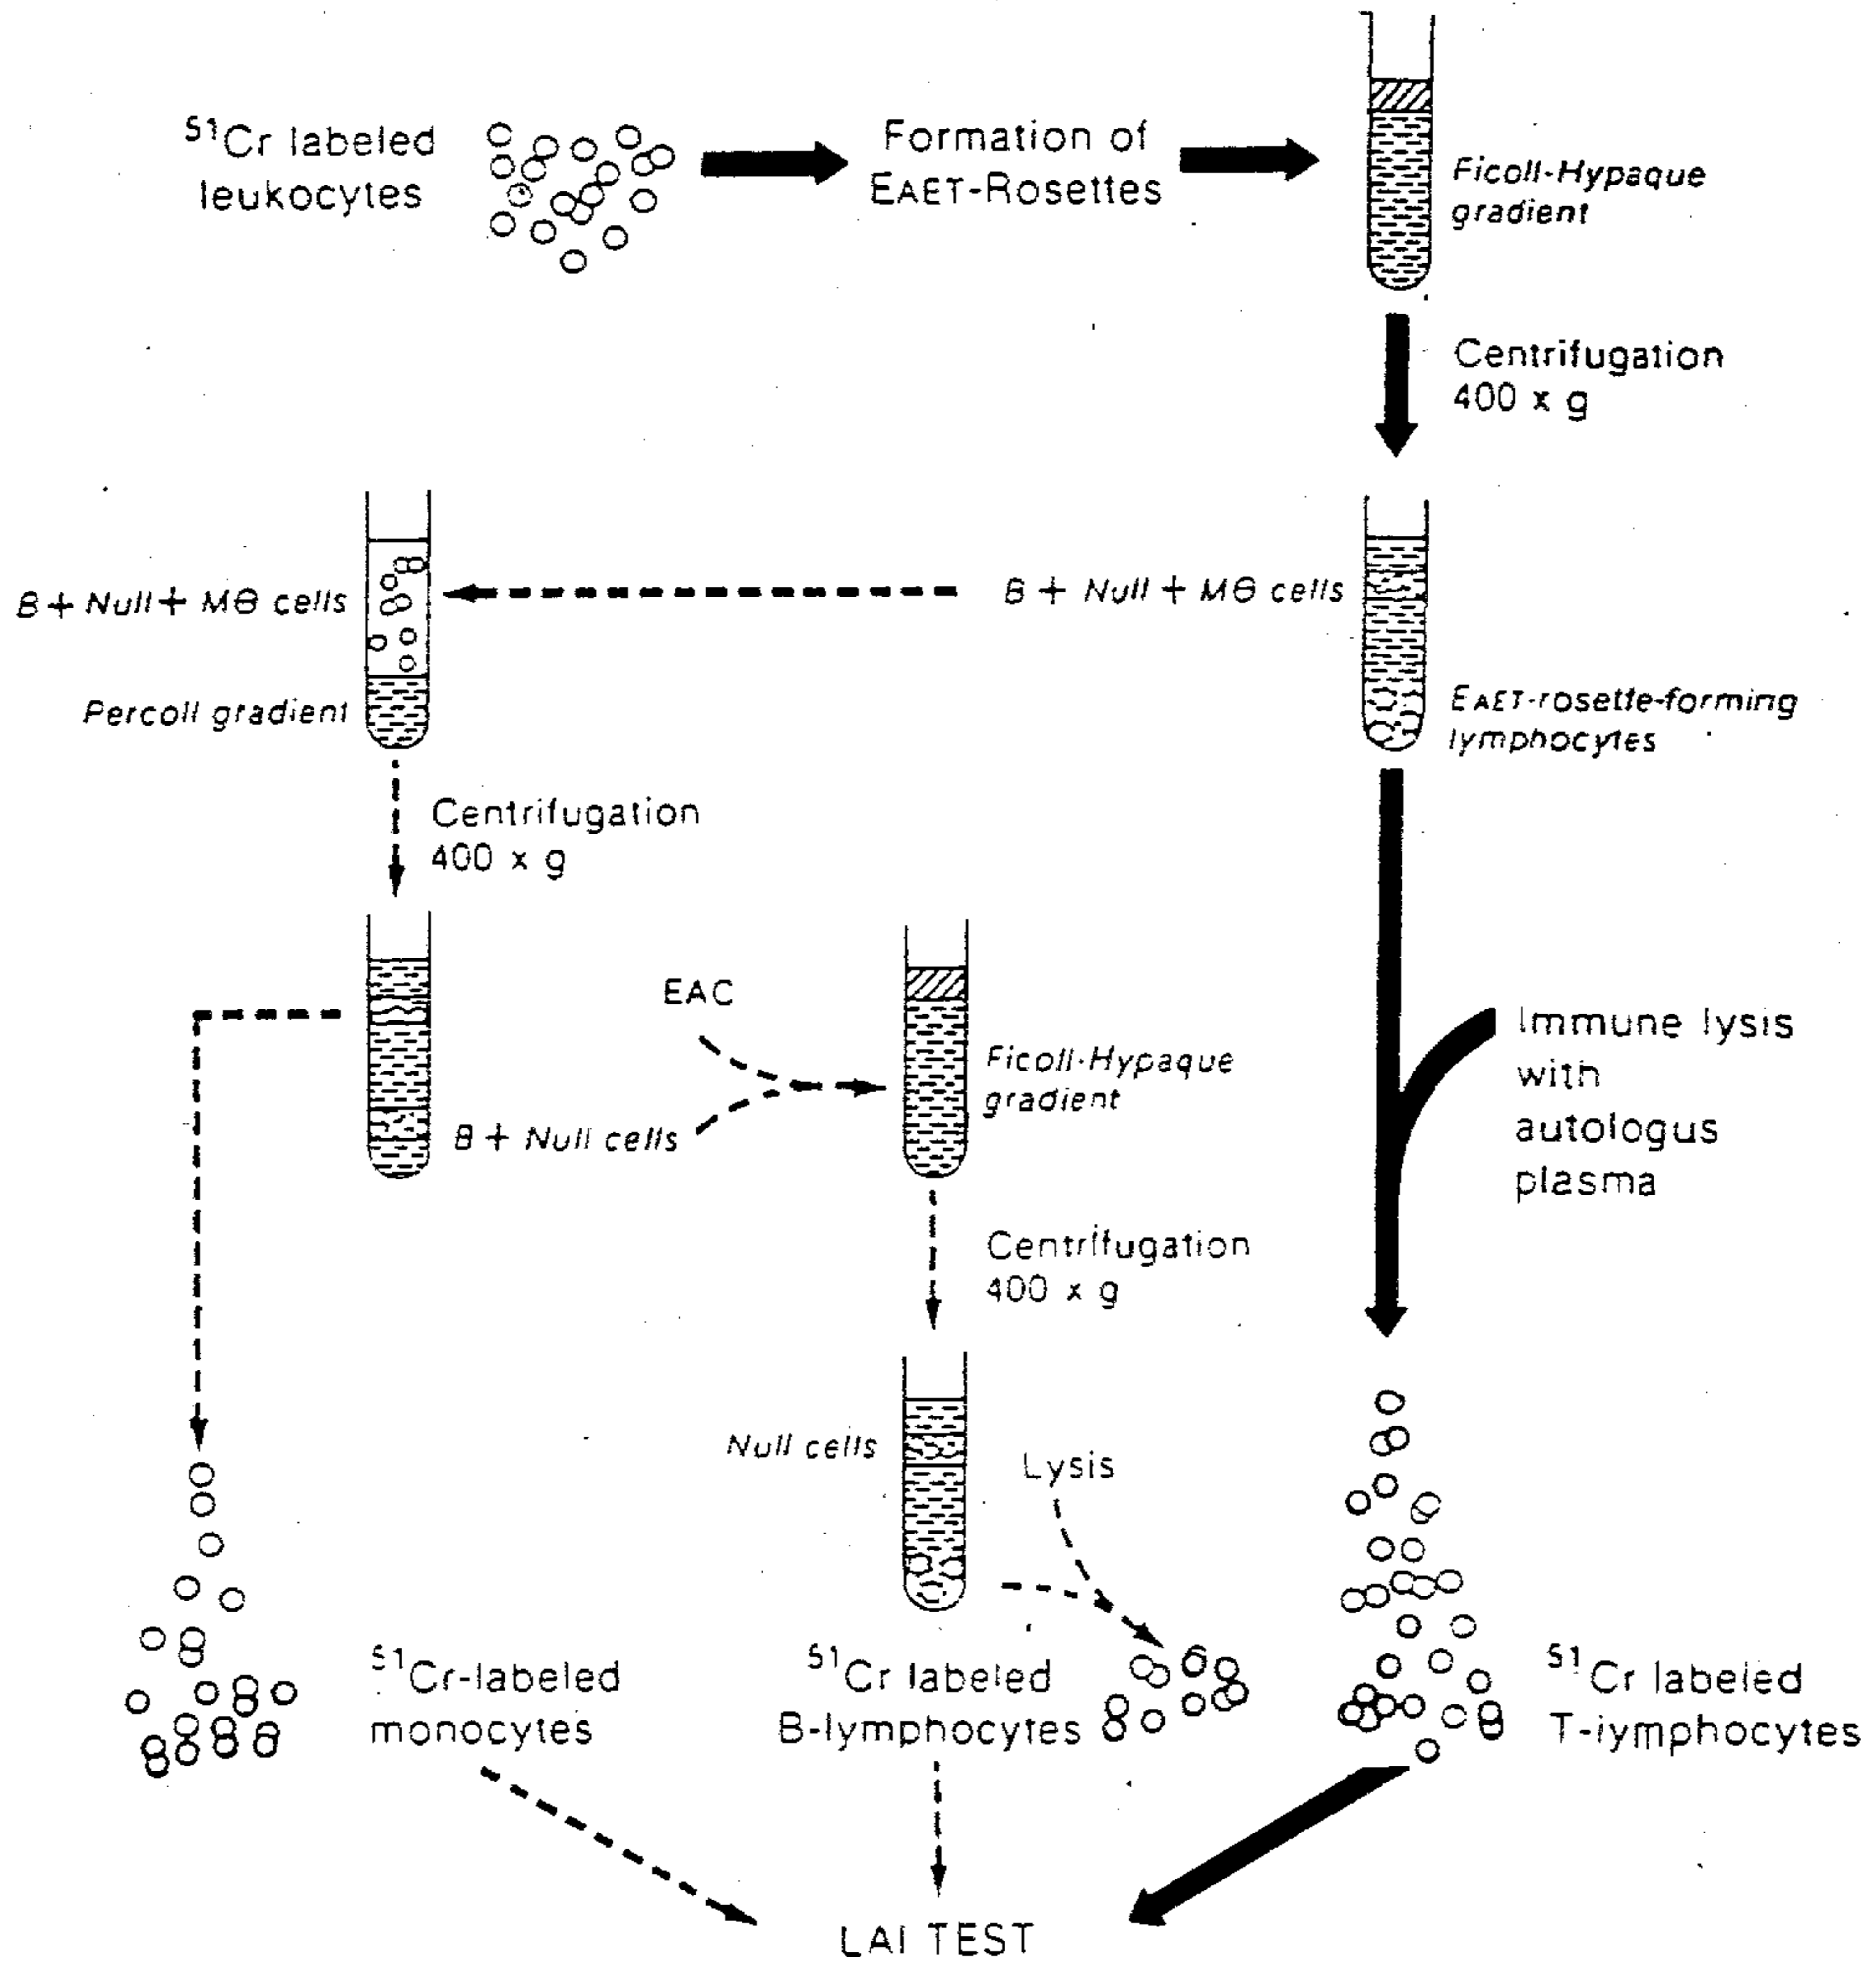 ⁵¹Cr labeled
leukocytes
Formation of
EAET-Rosettes
Ficoll-Hypaque
gradient
Centrifugation
400 x g
B + Null + MΘ cells
B + Null + MΘ cells
Percoll gradient
EAET-rosette-forming
lymphocytes
Centrifugation
400 x g
EAC
Ficoll-Hypaque
gradient
B + Null cells
Immune lysis
with
autologus
plasma
Centrifugation
400 x g
Null cells
Lysis
⁵¹Cr-labeled
monocytes
⁵¹Cr labeled
B-lymphocytes
⁵¹Cr labeled
T-lymphocytes
LAI TEST